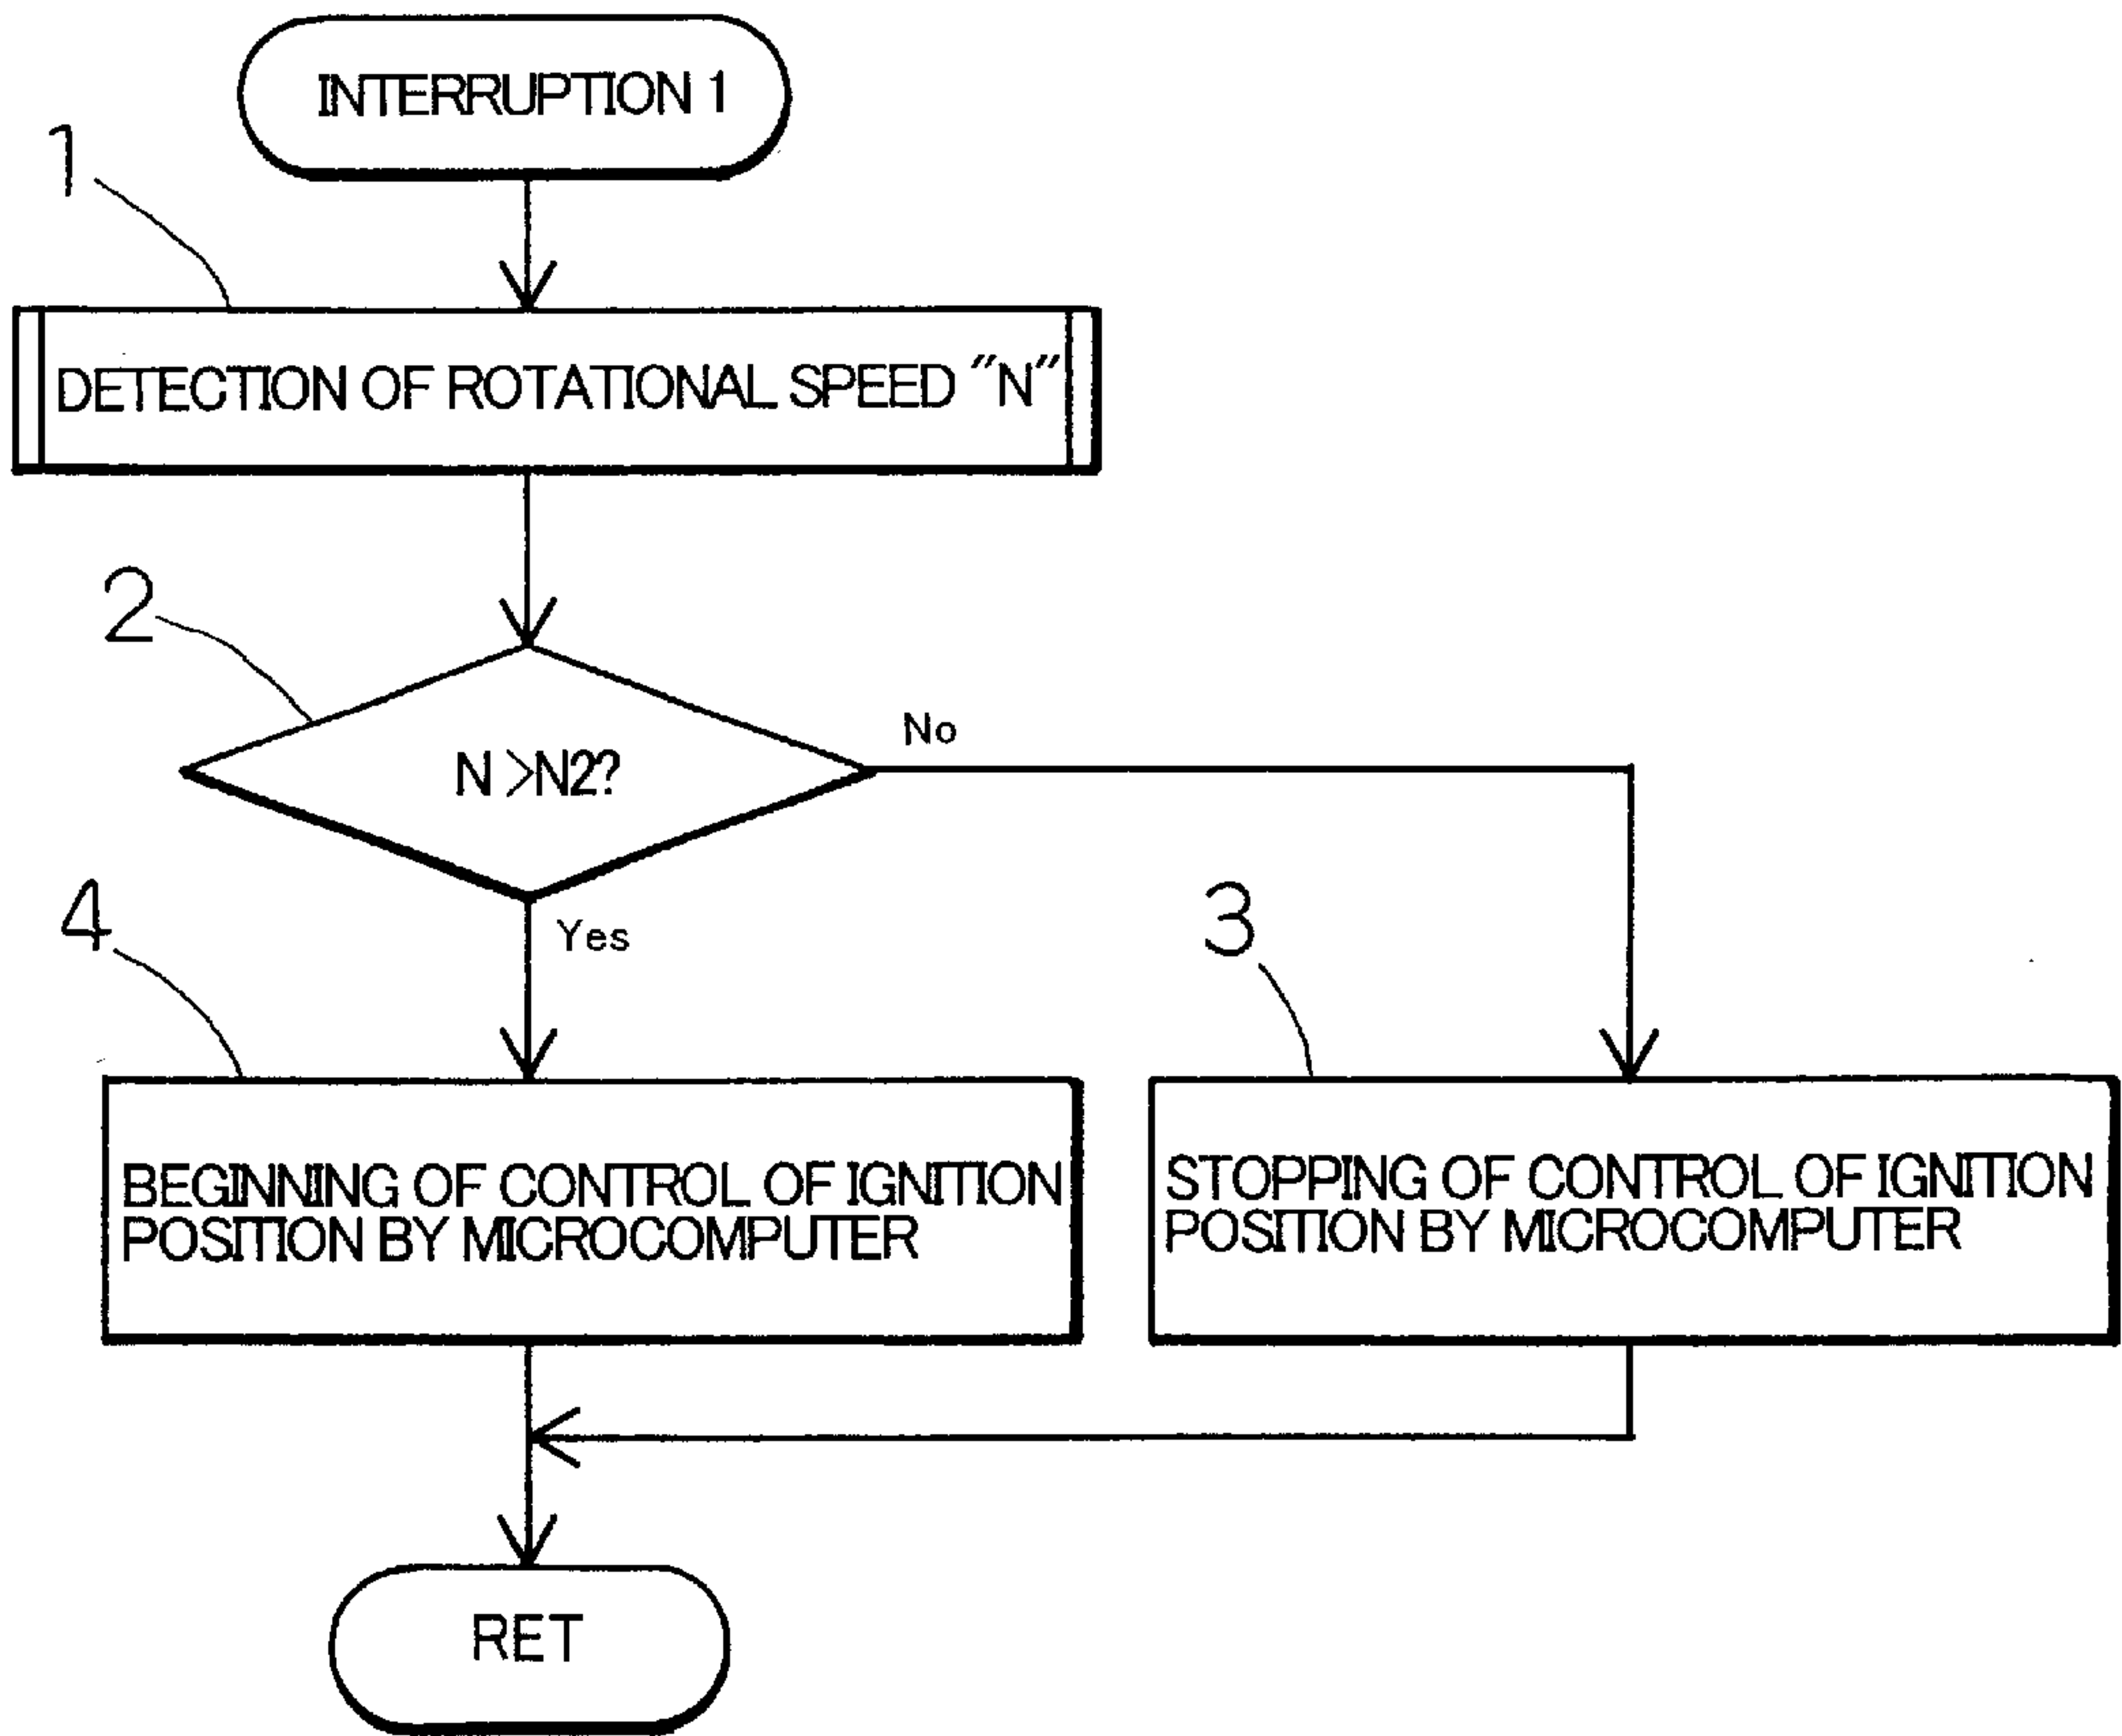 INTERRUPTION 1
1
DETECTION OF ROTATIONAL SPEED "N"
2
N >N2?
No
Yes
4
3
BEGINNING OF CONTROL OF IGNITION
POSITION BY MICROCOMPUTER
STOPPING OF CONTROL OF IGNITION
POSITION BY MICROCOMPUTER
RET